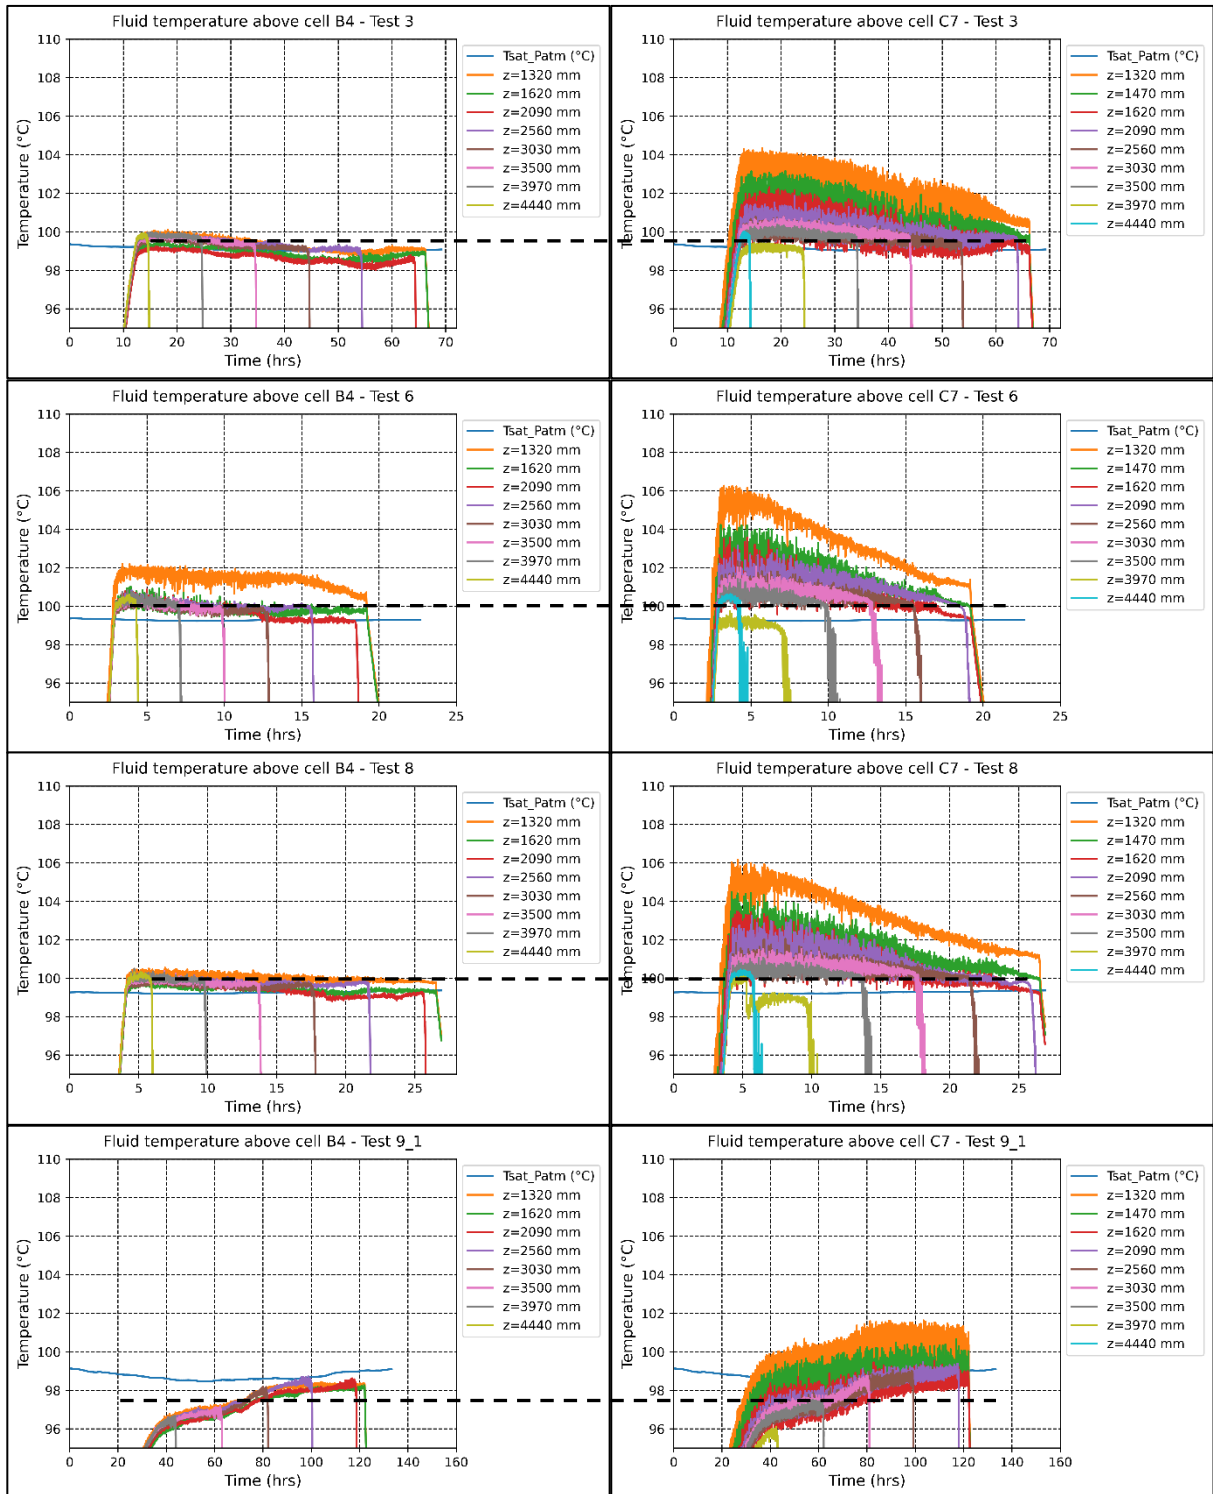 Fluid temperature above cell B4 - Test 3
Temperature (°C)
110
108
106
104
102
100
98
96
0 10 20 30 40 50 60 70
Time (hrs)
Tsat_Patm (°C)
z=1320 mm
z=1620 mm
z=2090 mm
z=2560 mm
z=3030 mm
z=3500 mm
z=3970 mm
z=4440 mm
Fluid temperature above cell C7 - Test 3
Temperature (°C)
110
108
106
104
102
100
98
96
0 10 20 30 40 50 60 70
Time (hrs)
Tsat_Patm (°C)
z=1320 mm
z=1470 mm
z=1620 mm
z=2090 mm
z=2560 mm
z=3030 mm
z=3500 mm
z=3970 mm
z=4440 mm
Fluid temperature above cell B4 - Test 6
Temperature (°C)
110
108
106
104
102
100
98
96
0 5 10 15 20 25
Time (hrs)
Tsat_Patm (°C)
z=1320 mm
z=1620 mm
z=2090 mm
z=2560 mm
z=3030 mm
z=3500 mm
z=3970 mm
z=4440 mm
Fluid temperature above cell C7 - Test 6
Temperature (°C)
110
108
106
104
102
100
98
96
0 5 10 15 20 25
Time (hrs)
Tsat_Patm (°C)
z=1320 mm
z=1470 mm
z=1620 mm
z=2090 mm
z=2560 mm
z=3030 mm
z=3500 mm
z=3970 mm
z=4440 mm
Fluid temperature above cell B4 - Test 8
Temperature (°C)
110
108
106
104
102
100
98
96
0 5 10 15 20 25
Time (hrs)
Tsat_Patm (°C)
z=1320 mm
z=1620 mm
z=2090 mm
z=2560 mm
z=3030 mm
z=3500 mm
z=3970 mm
z=4440 mm
Fluid temperature above cell C7 - Test 8
Temperature (°C)
110
108
106
104
102
100
98
96
0 5 10 15 20 25
Time (hrs)
Tsat_Patm (°C)
z=1320 mm
z=1470 mm
z=1620 mm
z=2090 mm
z=2560 mm
z=3030 mm
z=3500 mm
z=3970 mm
z=4440 mm
Fluid temperature above cell B4 - Test 9_1
Temperature (°C)
110
108
106
104
102
100
98
96
0 20 40 60 80 100 120 140 160
Time (hrs)
Tsat_Patm (°C)
z=1320 mm
z=1620 mm
z=2090 mm
z=2560 mm
z=3030 mm
z=3500 mm
z=3970 mm
z=4440 mm
Fluid temperature above cell C7 - Test 9_1
Temperature (°C)
110
108
106
104
102
100
98
96
0 20 40 60 80 100 120 140 160
Time (hrs)
Tsat_Patm (°C)
z=1320 mm
z=1470 mm
z=1620 mm
z=2090 mm
z=2560 mm
z=3030 mm
z=3500 mm
z=3970 mm
z=4440 mm